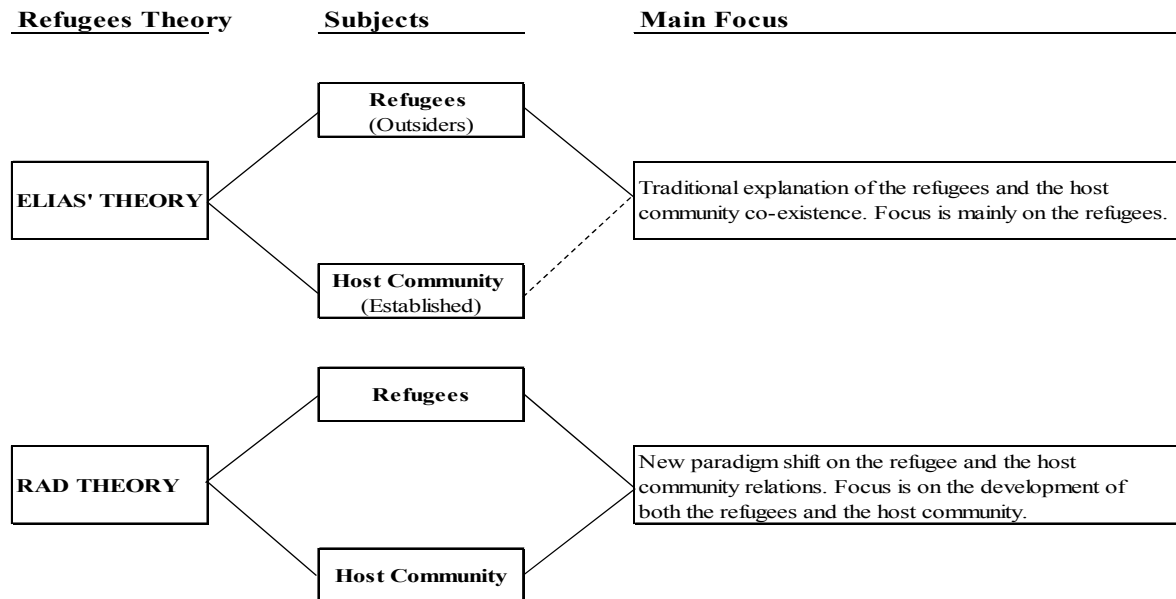 Refugees Theory
Subjects
Main Focus
Refugees
(Outsiders)
ELIAS' THEORY
Traditional explanation of the refugees and the host
community co-existence. Focus is mainly on the refugees.
Host Community
(Established)
Refugees
RAD THEORY
New paradigm shift on the refugee and the host
community relations. Focus is on the development of
both the refugees and the host community.
Host Community